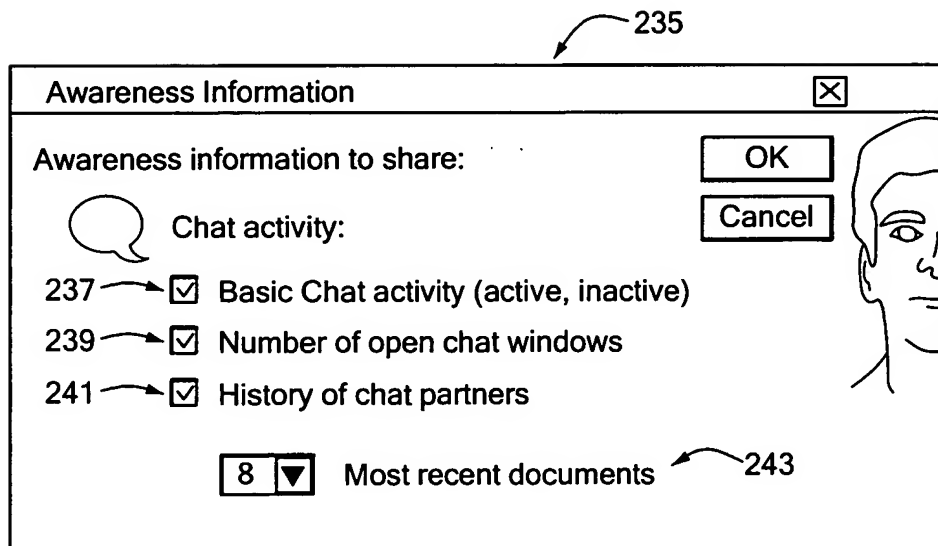 235
Awareness Information
Awareness information to share:
OK
Chat activity:
Cancel
237 Basic Chat activity (active, inactive)
239 Number of open chat windows
241 History of chat partners
8 Most recent documents 243